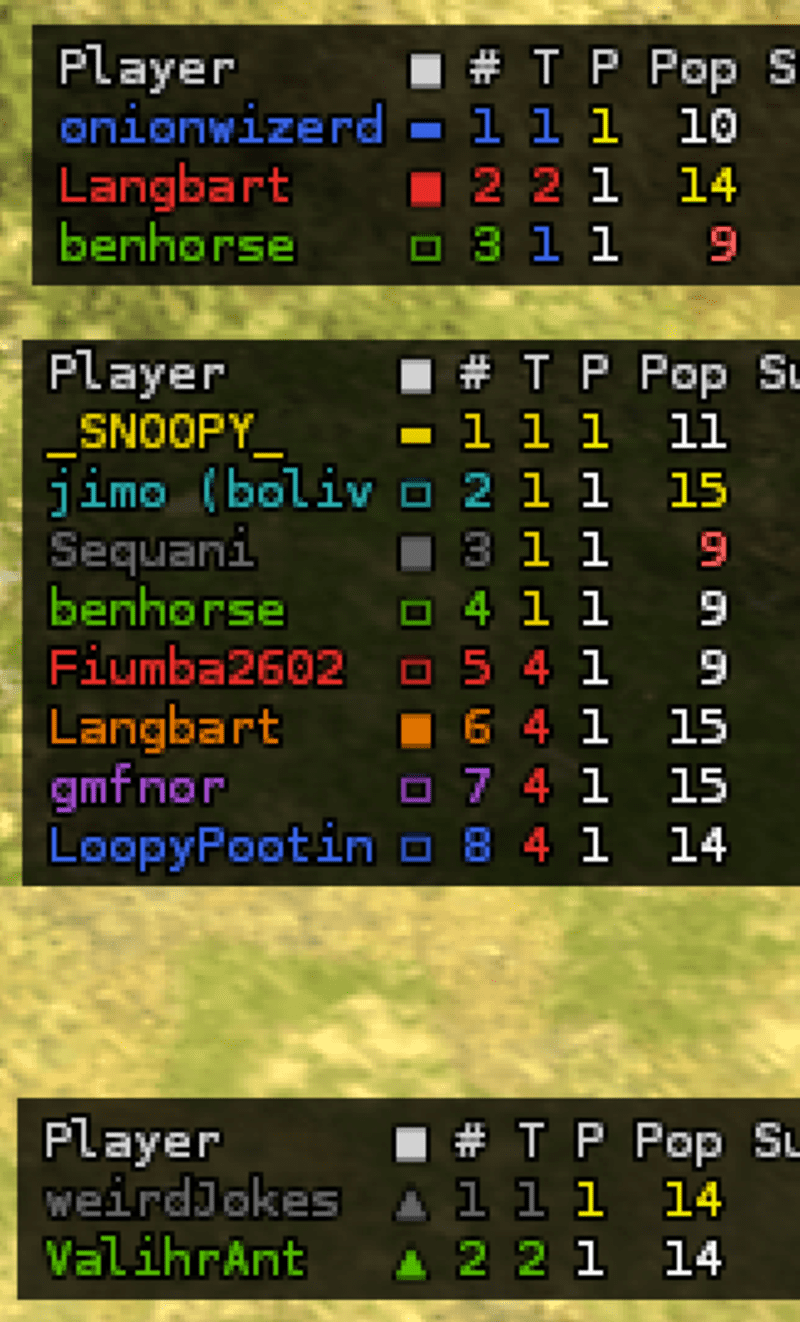 Player ■ # T P Pop S
onionwizerd 1 1 1 10
Langbart ■ 2 2 1 14
benhorse 3 1 1 9
Player ■ # T P Pop Su
_SNOOPY_ 1 1 1 11
jimo (boliv 2 1 1 15
Sequani ■ 3 1 1 9
benhorse 4 1 1 9
Fiumba2602 5 4 1 9
Langbart ■ 6 4 1 15
gmfnor 7 4 1 15
LoopyPootin 8 4 1 14
Player ■ # T P Pop Su
weirdJokes ▲ 1 1 1 14
ValihrAnt ▲ 2 2 1 14